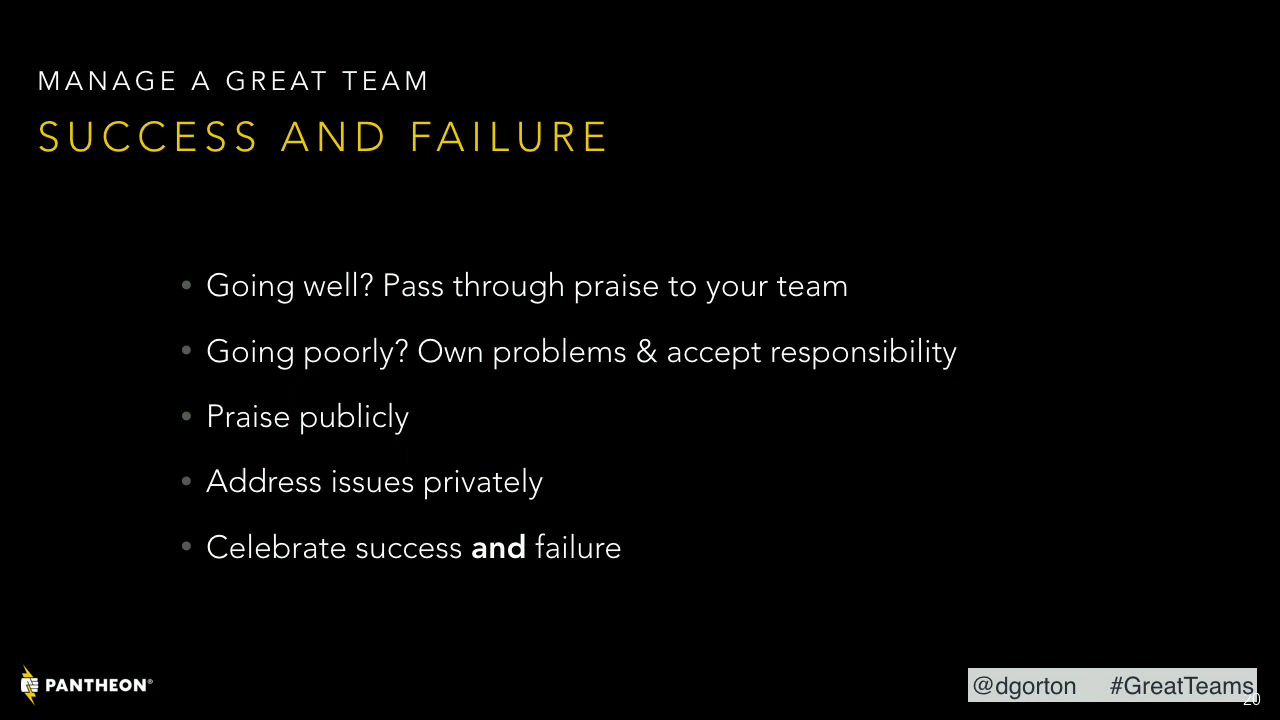 MANAGE A GREAT TEAM
SUCCESS AND FAILURE
• Going well? Pass through praise to your team
• Going poorly? Own problems & accept responsibility
• Praise publicly
• Address issues privately
• Celebrate success and failure
PANTHEON®
@dgorton #GreatTeams
20